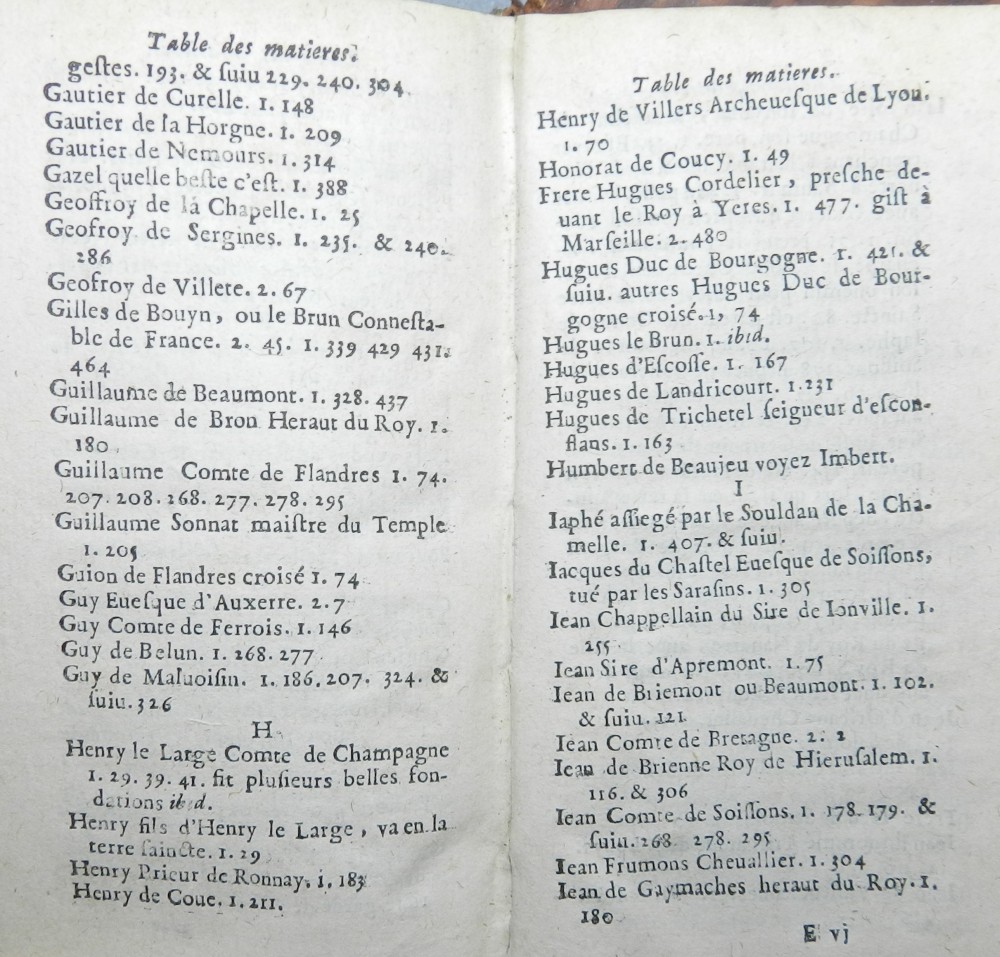 Table des matieres.
gestes. 193. & ſuiv 229. 240. 304.
Gautier de Curelle. 1. 148
Gautier de la Horgne. 1. 209
Gautier de Nemours. 1. 314
Gazel quelle beſte c'eſt. 1. 388
Geoffroy de la Chapelle. 1. 25
Geofroy de Sergines. 1. 235. & 240.
286
Geofroy de Villete. 2. 67
Gilles de Bouyn, ou le Brun Conneſta-
ble de France. 2. 45. 1. 339 429 431.
464
Guillaume de Beaumont. 1. 328. 437
Guillaume de Bron Heraut du Roy. 1.
180.
Guillaume Comte de Flandres 1. 74.
207. 208. 268. 277. 278. 295
Guillaume Sonnat maiſtre du Temple
1. 205
Guion de Flandres croisé 1. 74
Guy Eueſque d'Auxerre. 2. 7
Guy Comte de Ferrois. 1. 146
Guy de Belun. 1. 268. 277
Guy de Maluoiſin. 1. 186. 207. 324. &
ſuiu. 326
H
Henry le Large Comte de Champagne
1. 29. 39. 41. fit pluſieurs belles fon-
dations ibid.
Henry fils d'Henry le Large, va en la
terre ſaincte. 1. 29
Henry Prieur de Ronnay. 1. 183
Henry de Coue. 1. 211.
Table des matieres.
Henry de Villers Archeueſque de Lyon.
1. 70
Honorat de Coucy. 1. 49
Frere Hugues Cordelier, preſche de-
uant le Roy à Yeres. 1. 477. giſt à
Marſeille. 2. 480
Hugues Duc de Bourgogne. 1. 421. &
ſuiu. autres Hugues Duc de Bour-
gogne croisé. 1, 74
Hugues le Brun. 1. ibid.
Hugues d'Eſcoſſe. 1. 167
Hugues de Landricourt. 1. 231
Hugues de Trichetel ſeigneur d'eſcon-
flans. 1. 163
Humbert de Beaujeu voyez Imbert.
I
Iaphé aſſiegé par le Souldan de la Cha-
melle. 1. 407. & ſuiu.
Iacques du Chaſtel Eueſque de Soiſſons,
tué par les Saraſins. 1. 305
Iean Chappellain du Sire de Ionville. 1.
255
Iean Sire d'Apremont. 1. 75
Iean de Briemont ou Beaumont. 1. 102.
& ſuiu. 121
Iean Comte de Bretagne. 2. 2
Iean de Brienne Roy de Hieruſalem. 1.
116. & 306
Iean Comte de Soiſſons. 1. 178. 179. &
ſuiu. 268. 278. 295
Iean Frumons Cheuallier. 1. 304
Iean de Gaymaches heraut du Roy. 1.
180
E vj